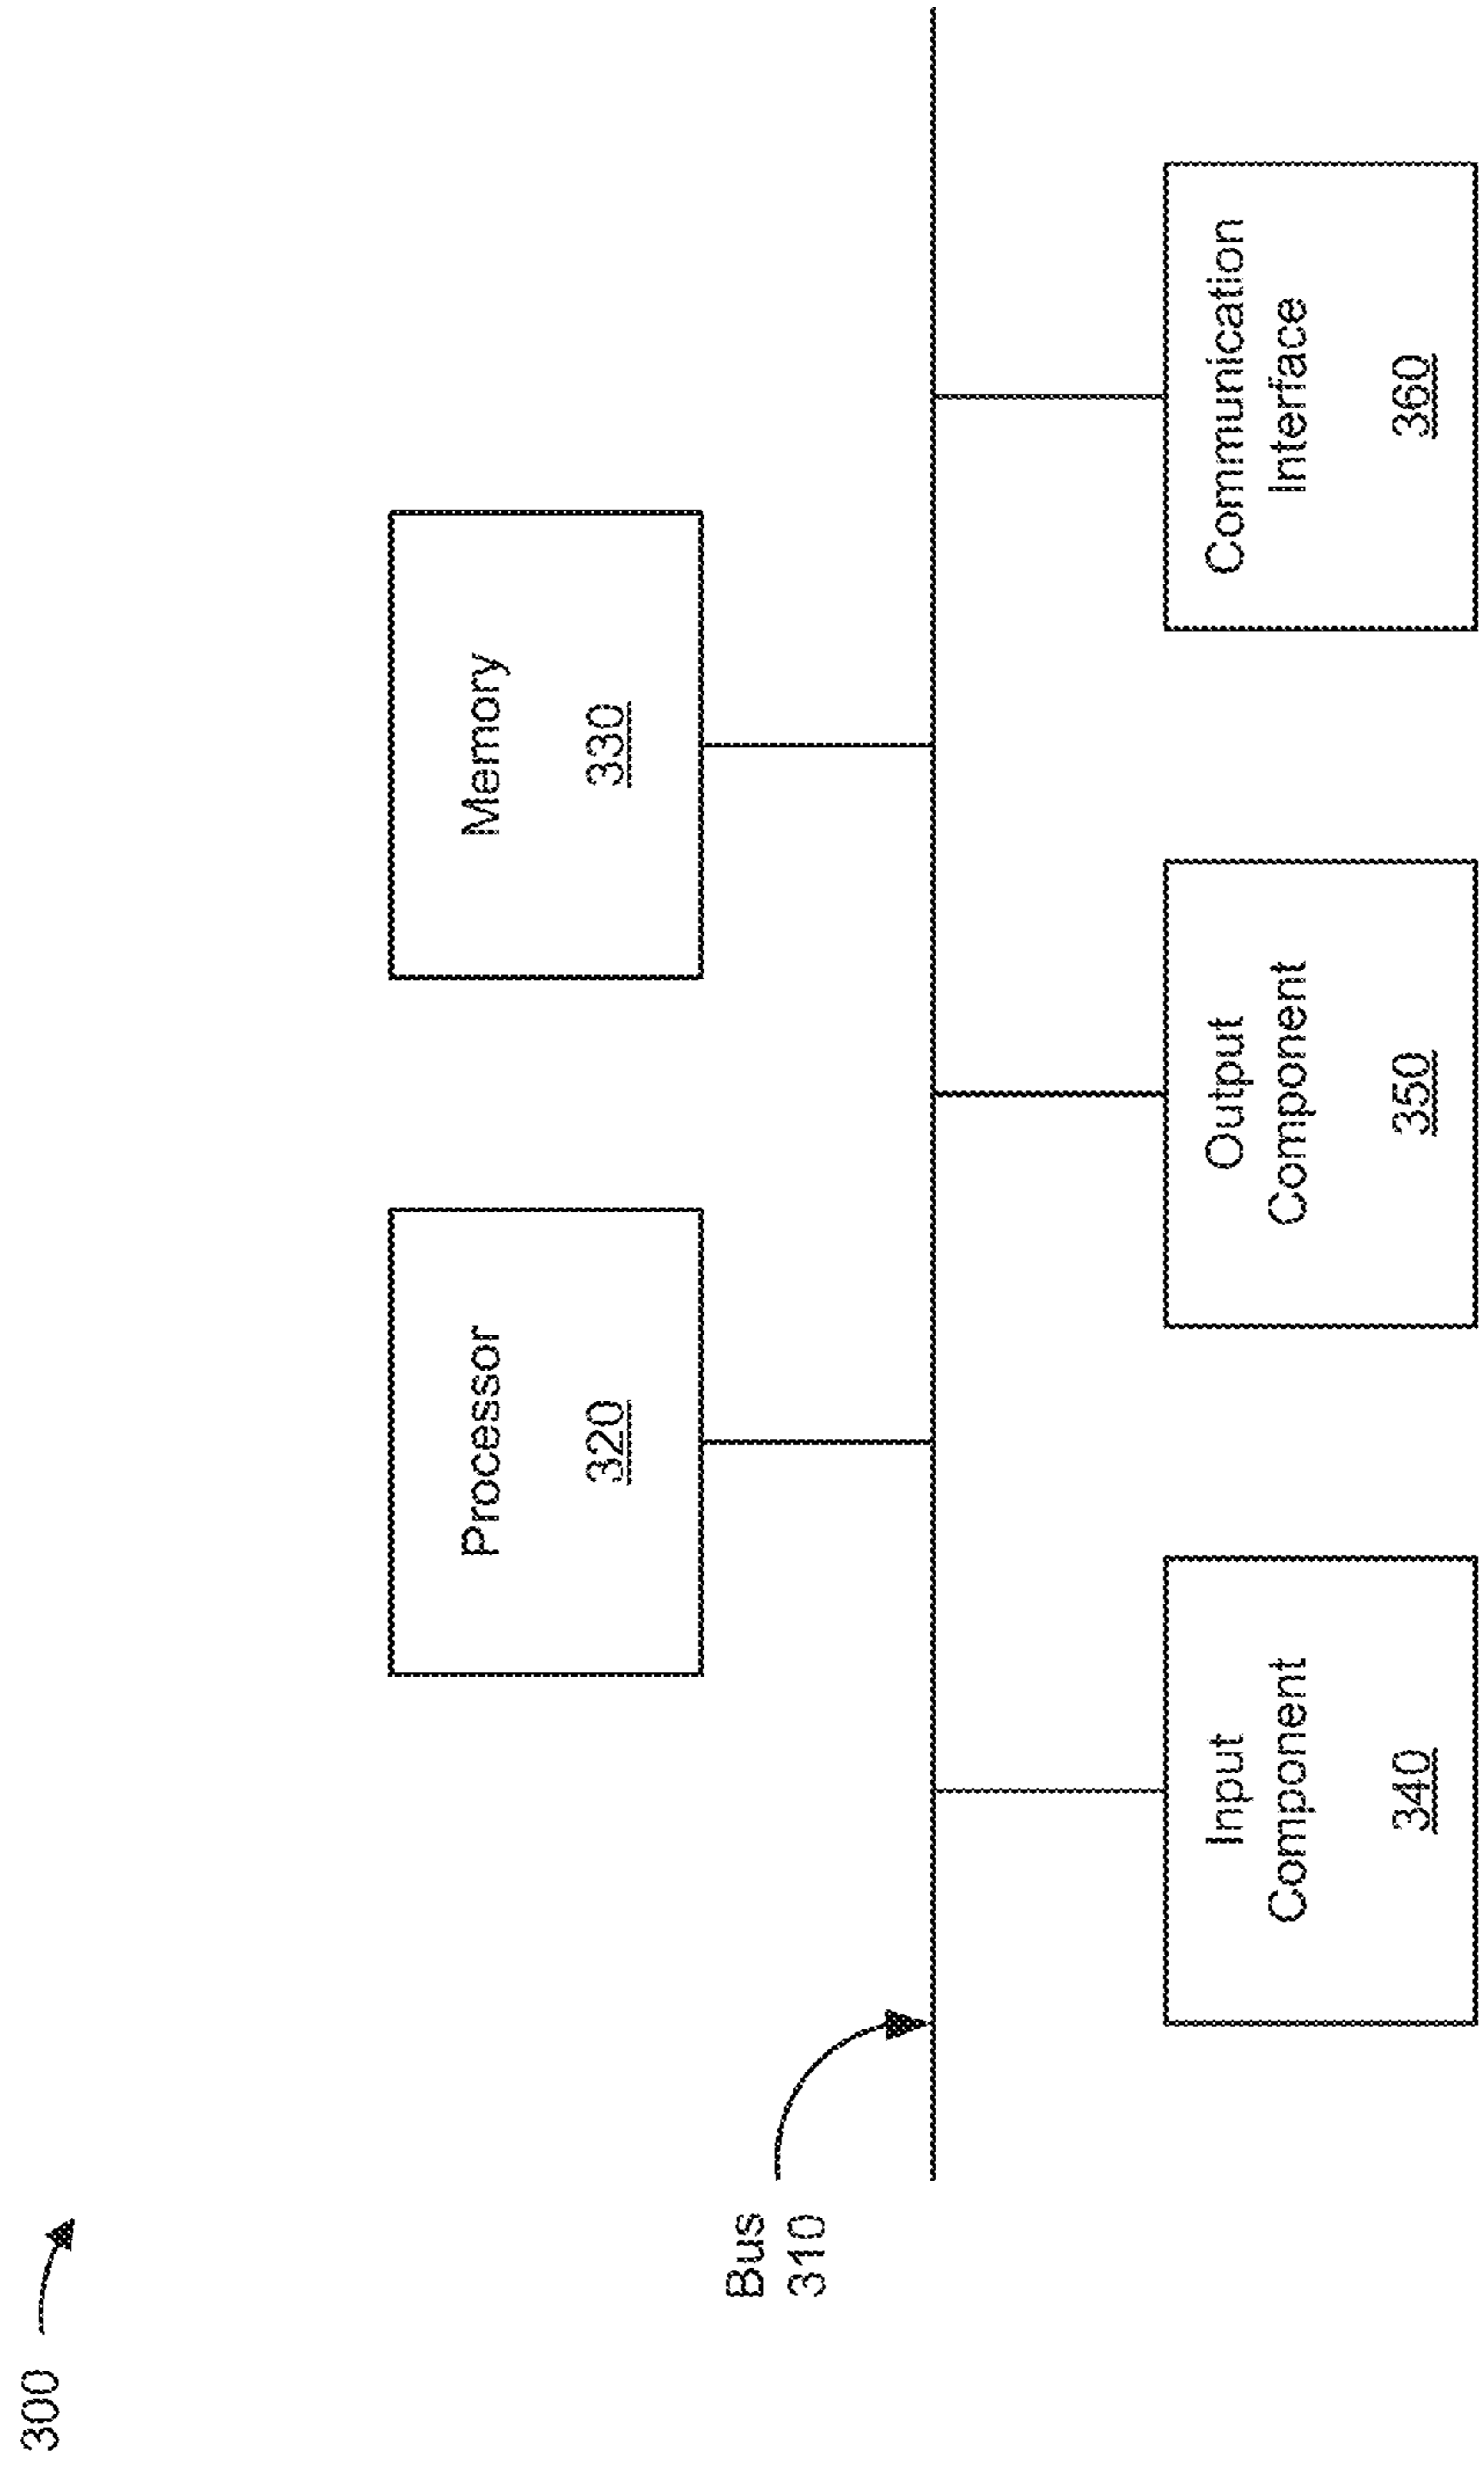 300
Processor
320
Memory
330
Bus
310
Input
Component
340
Output
Component
350
Communication
Interface
360